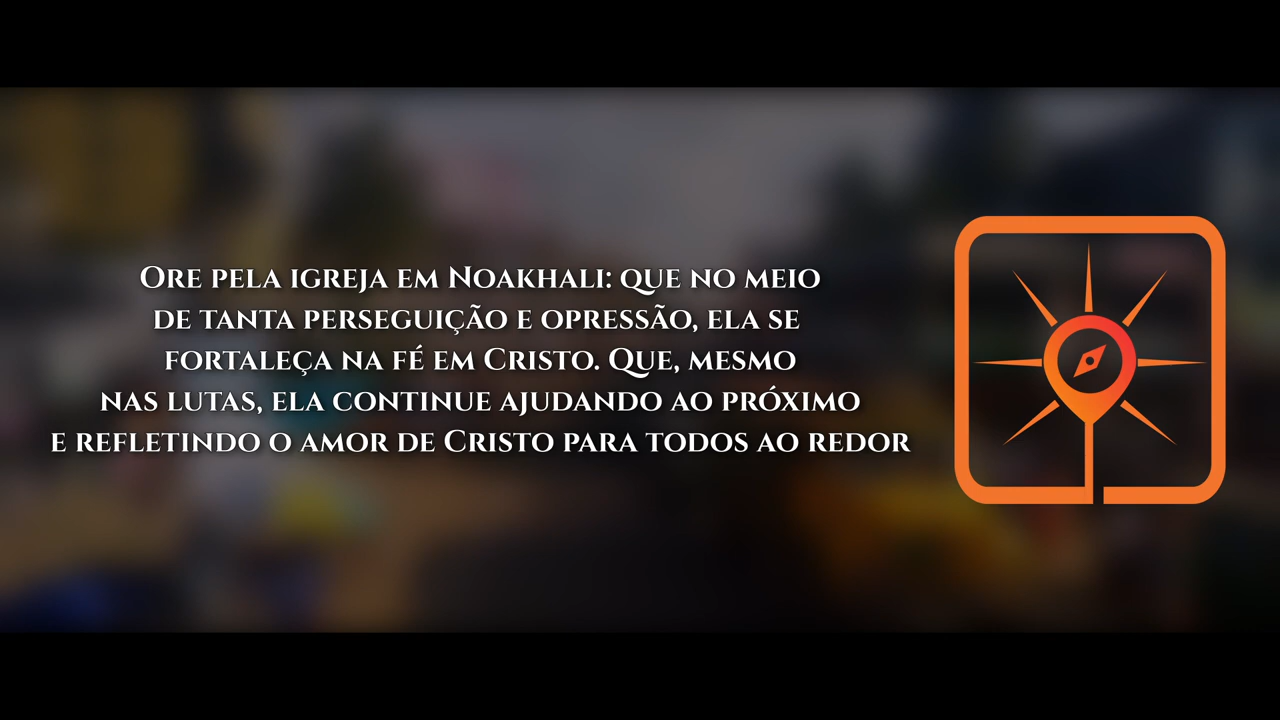 Ore pela igreja em Noakhali: que no meio
de tanta perseguição e opressão, ela se
fortaleça na fé em Cristo. Que, mesmo
nas lutas, ela continue ajudando ao próximo
e refletindo o amor de Cristo para todos ao redor